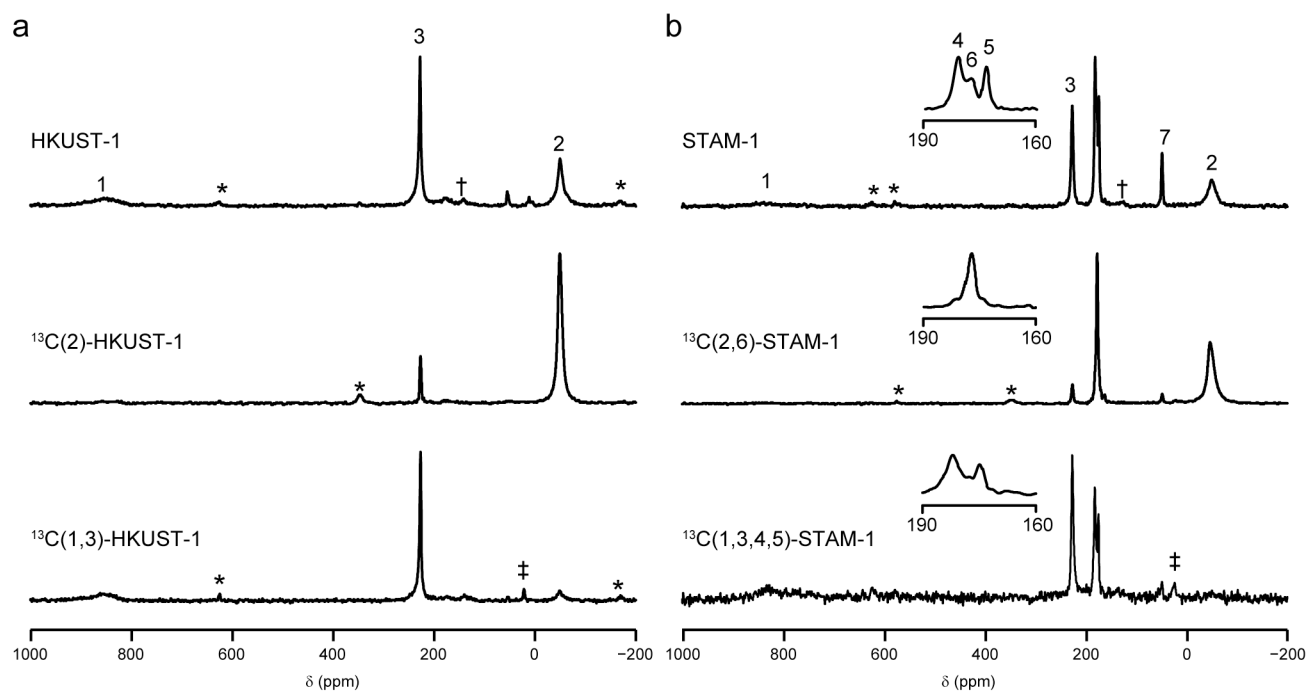 a
HKUST-1
1
*
3
†
2
*
¹³C(2)-HKUST-1
*
¹³C(1,3)-HKUST-1
*
‡
*
1000 800 600 400 200 0 −200
δ (ppm)
b
STAM-1
4
6
5
190 160
1
* *
3
†
7
2
¹³C(2,6)-STAM-1
190 160
* *
¹³C(1,3,4,5)-STAM-1
190 160
‡
1000 800 600 400 200 0 −200
δ (ppm)